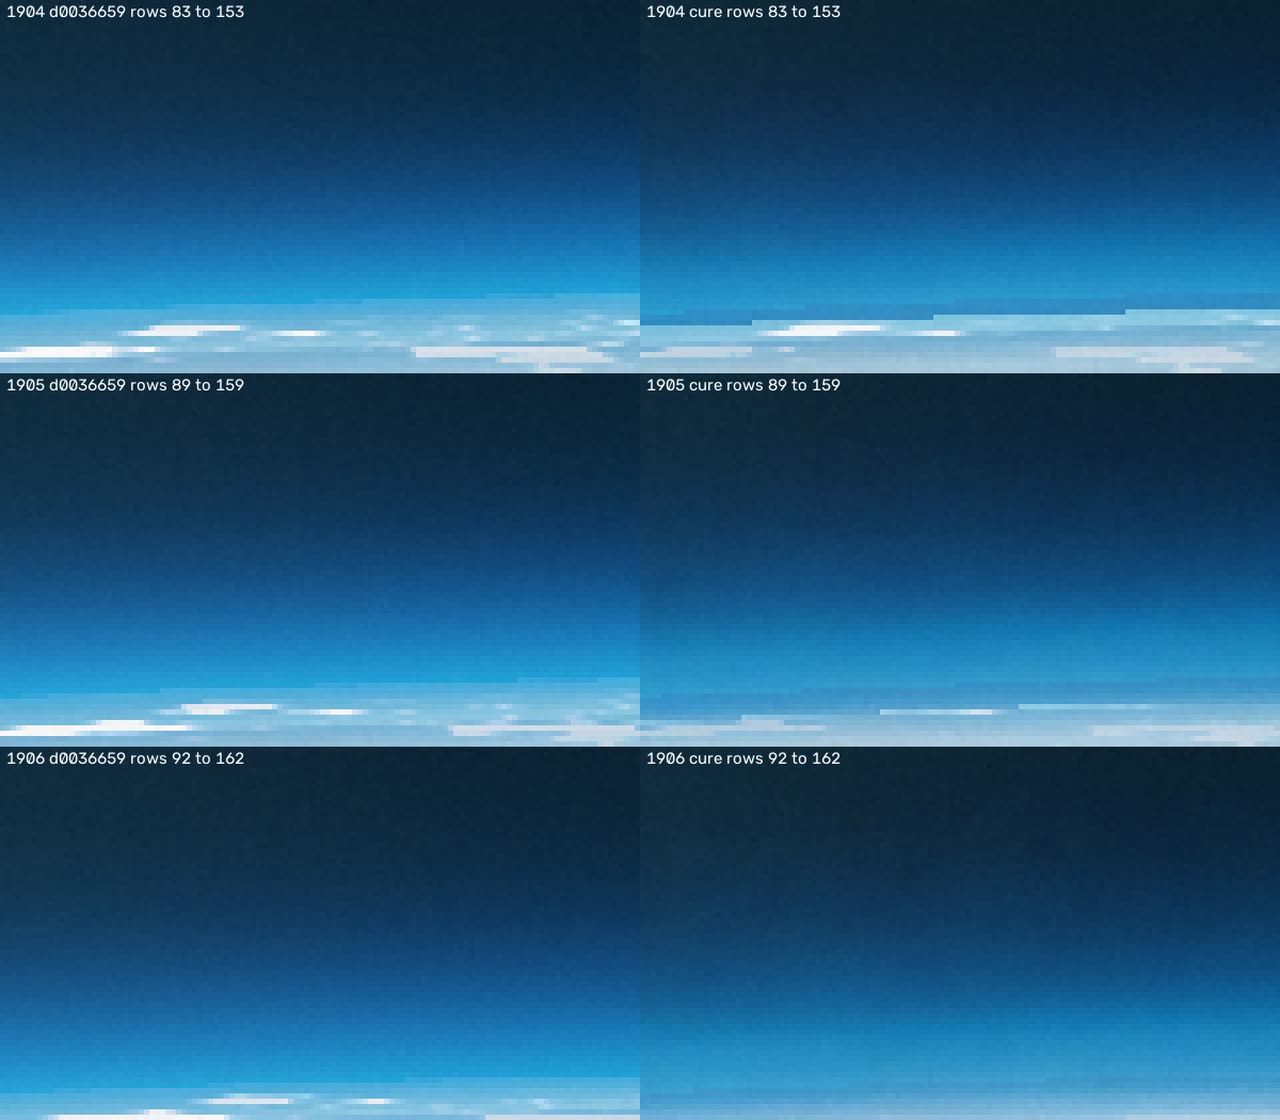 1904 d0036659 rows 83 to 153
1904 cure rows 83 to 153
1905 d0036659 rows 89 to 159
1905 cure rows 89 to 159
1906 d0036659 rows 92 to 162
1906 cure rows 92 to 162